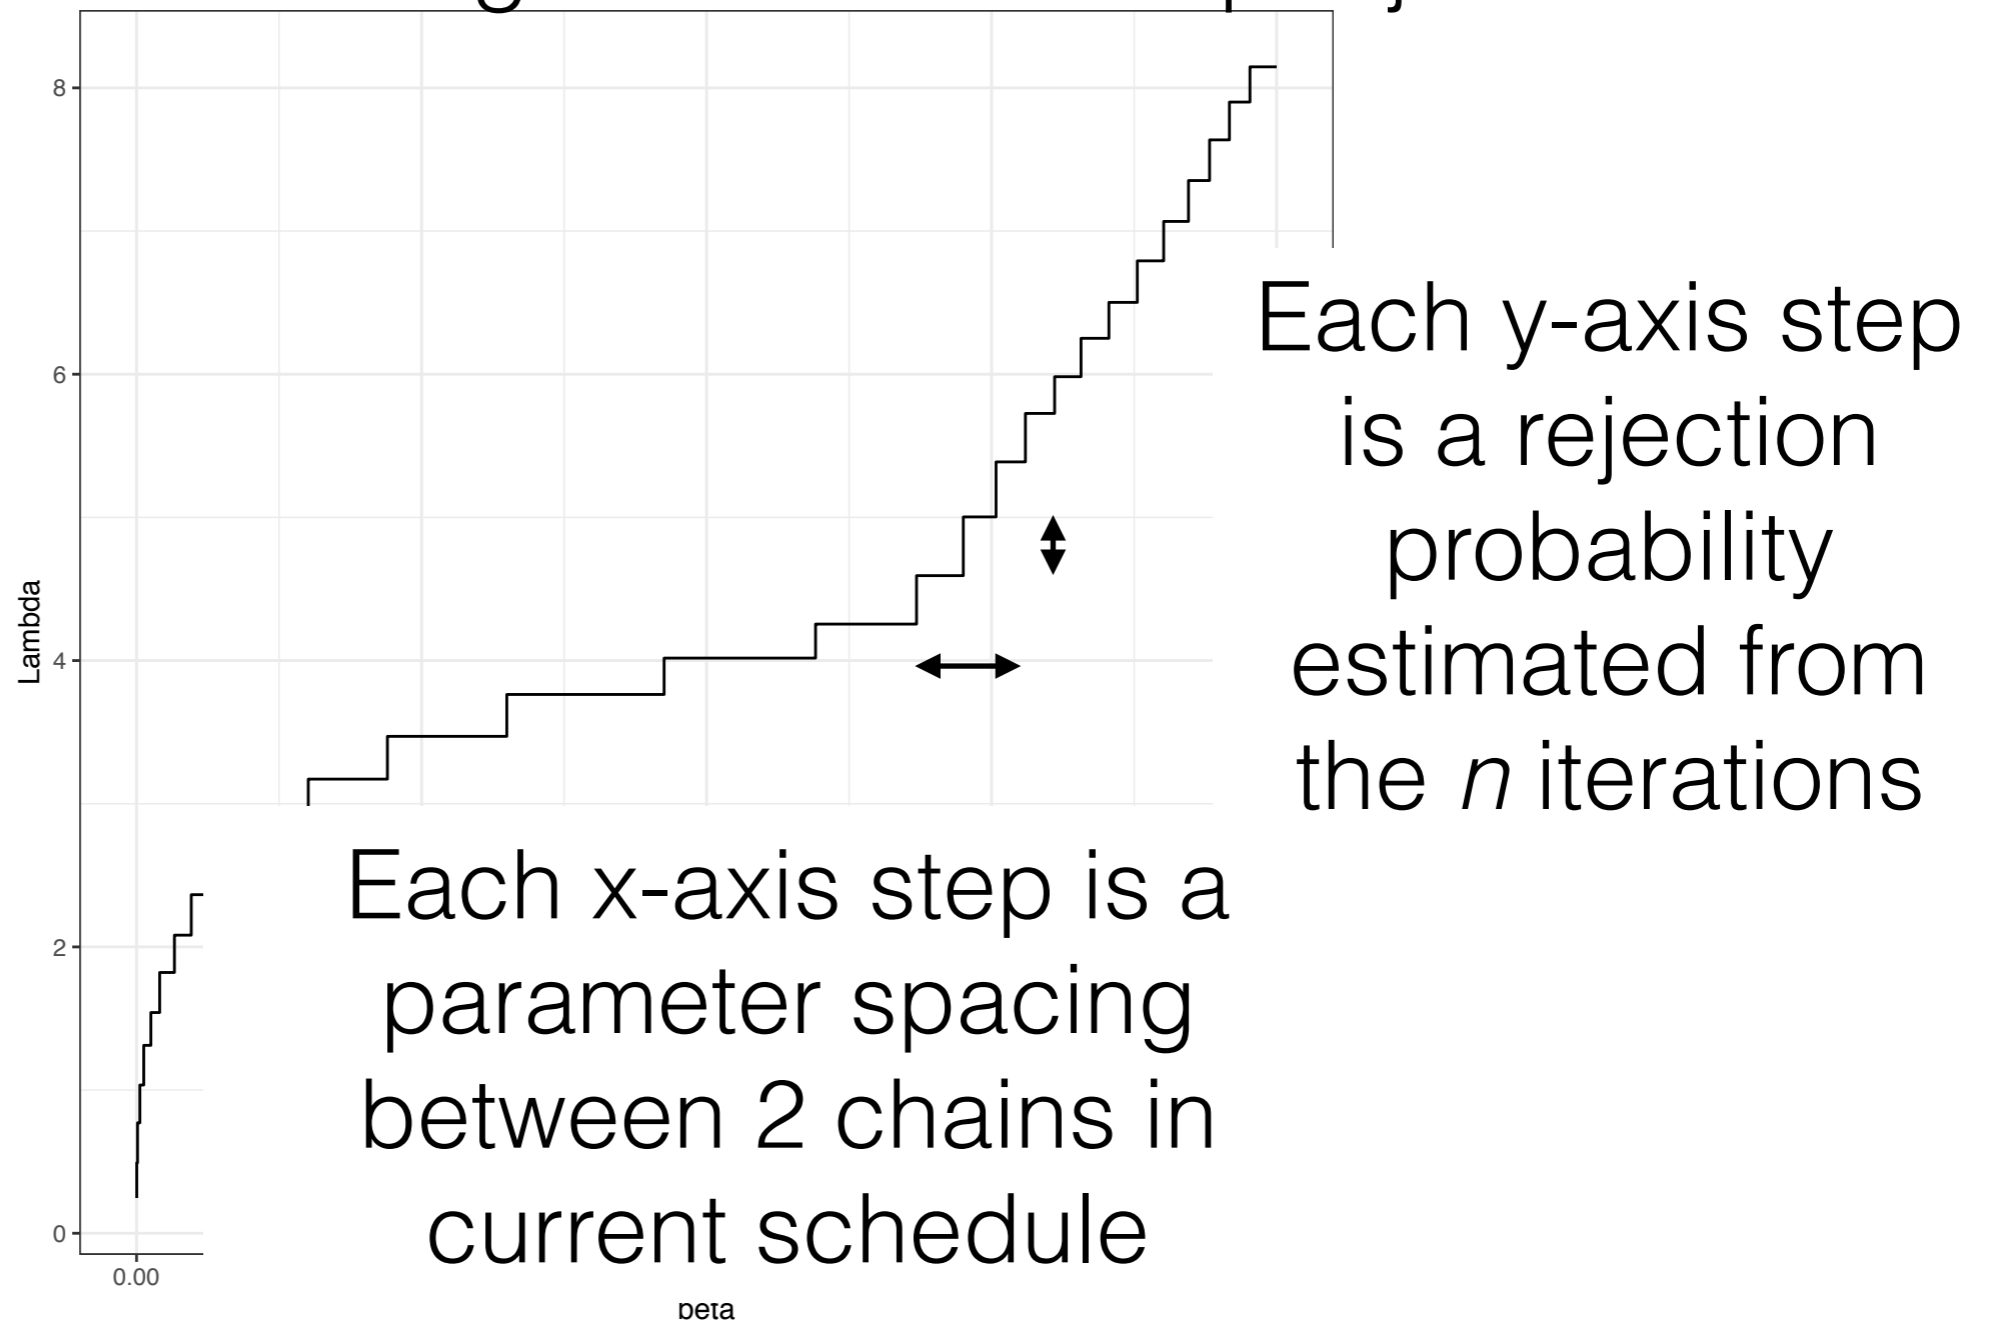 8
Each y-axis step
is a rejection
6
probability
estimated from
Lambda
4
the n iterations
Each x-axis step is a
2
parameter spacing
between 2 chains in
current schedule
0
0.00
beta